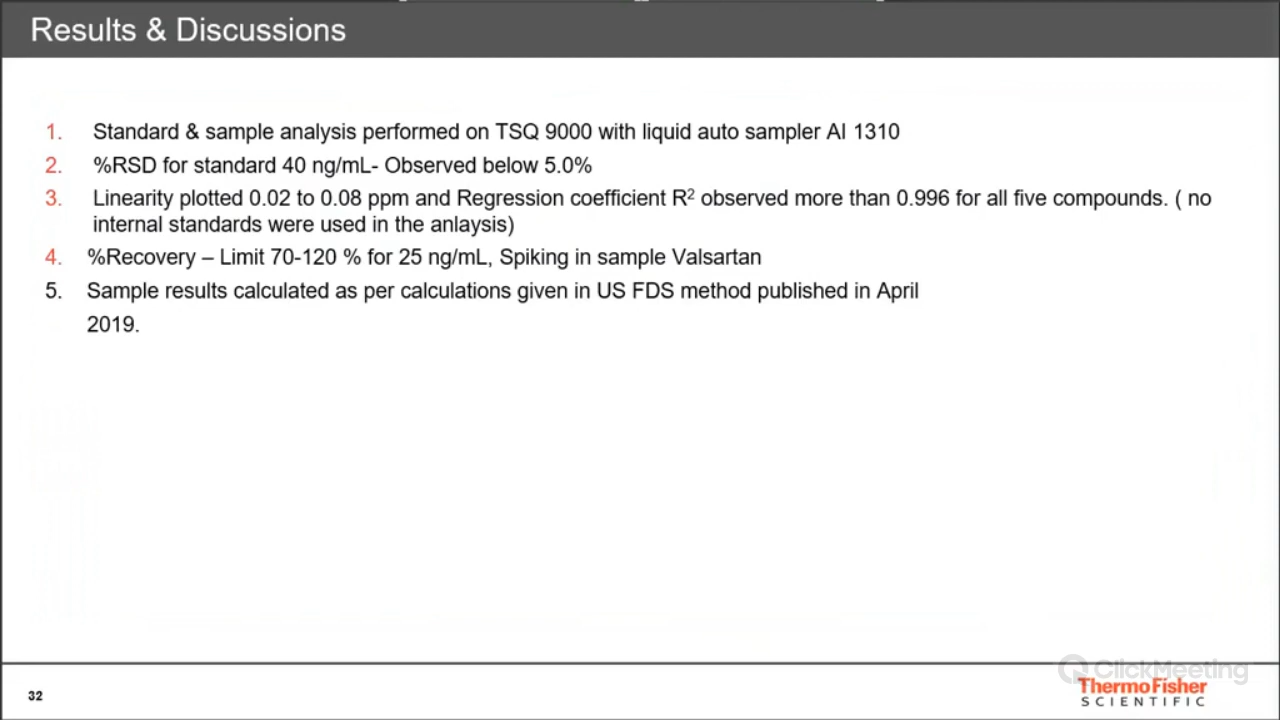 Results & Discussions
1. Standard & sample analysis performed on TSQ 9000 with liquid auto sampler AI 1310
2. %RSD for standard 40 ng/mL- Observed below 5.0%
3. Linearity plotted 0.02 to 0.08 ppm and Regression coefficient R² observed more than 0.996 for all five compounds. ( no
internal standards were used in the anlaysis)
4. %Recovery – Limit 70-120 % for 25 ng/mL, Spiking in sample Valsartan
5. Sample results calculated as per calculations given in US FDS method published in April
2019.
ClickMeeting
32
ThermoFisher
SCIENTIFIC